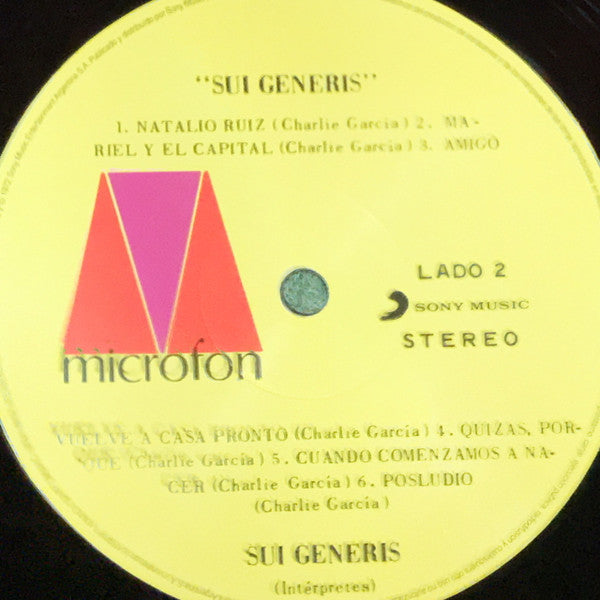 "SUI GENERIS"
1. NATALIO RUIZ (Charlie García) 2. MA-
RIEL Y EL CAPITAL (Charlie García) 3. AMIGO
LADO 2
SONY MUSIC
STEREO
microfon
VUELVE A CASA PRONTO (Charlie García) 4. QUIZAS, POR-
QUE (Charlie García) 5. CUANDO COMENZAMOS A NA-
CER (Charlie García) 6. POSLUDIO
(Charlie García)
SUI GENERIS
(Intérpretes)